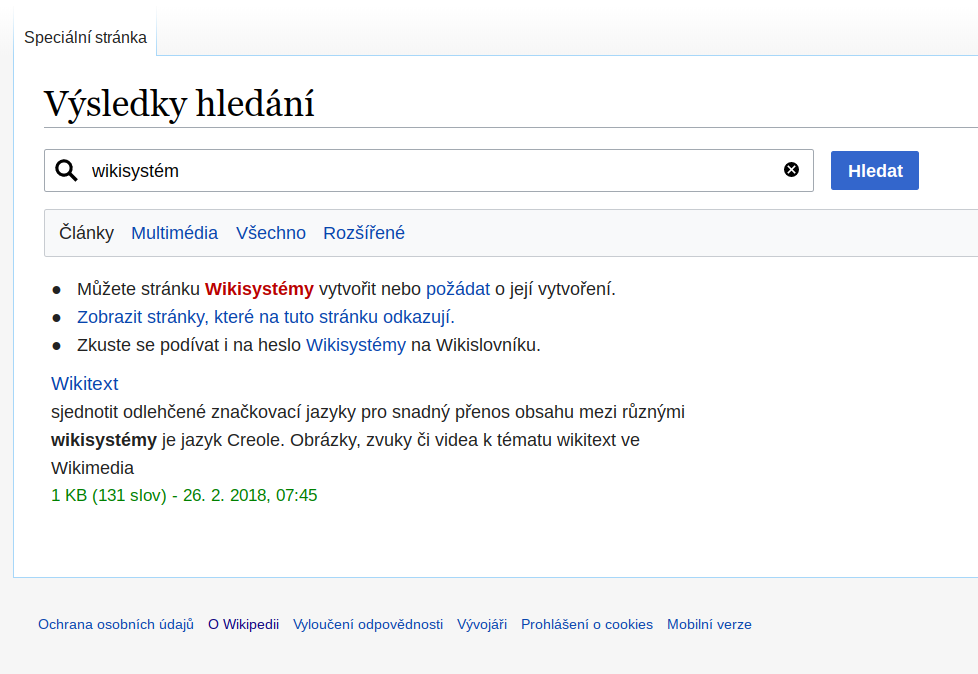 Speciální stránka
Výsledky hledání
wikisystém
Hledat
Články Multimédia Všechno Rozšířené
● Můžete stránku Wikisystémy vytvořit nebo požádat o její vytvoření.
● Zobrazit stránky, které na tuto stránku odkazují.
● Zkuste se podívat i na heslo Wikisystémy na Wikislovníku.
Wikitext
sjednotit odlehčené značkovací jazyky pro snadný přenos obsahu mezi různými
wikisystémy je jazyk Creole. Obrázky, zvuky či videa k tématu wikitext ve
Wikimedia
1 KB (131 slov) - 26. 2. 2018, 07:45
Ochrana osobních údajů O Wikipedii Vyloučení odpovědnosti Vývojáři Prohlášení o cookies Mobilní verze